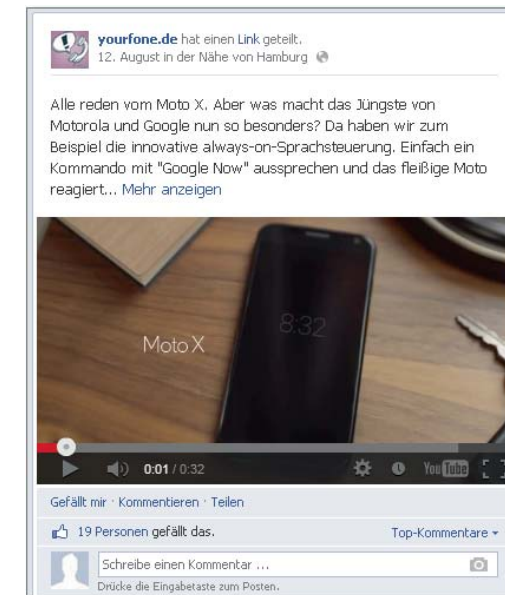 yourfone.de hat einen Link geteilt.
12. August in der Nähe von Hamburg
Alle reden vom Moto X. Aber was macht das Jüngste von
Motorola und Google nun so besonders? Da haben wir zum
Beispiel die innovative always-on-Sprachsteuerung. Einfach ein
Kommando mit "Google Now" aussprechen und das fleißige Moto
reagiert... Mehr anzeigen
8:32
Moto X
0:01 / 0:32
YouTube
Gefällt mir · Kommentieren · Teilen
19 Personen gefällt das.
Top-Kommentare
Schreibe einen Kommentar ...
Drücke die Eingabetaste zum Posten.